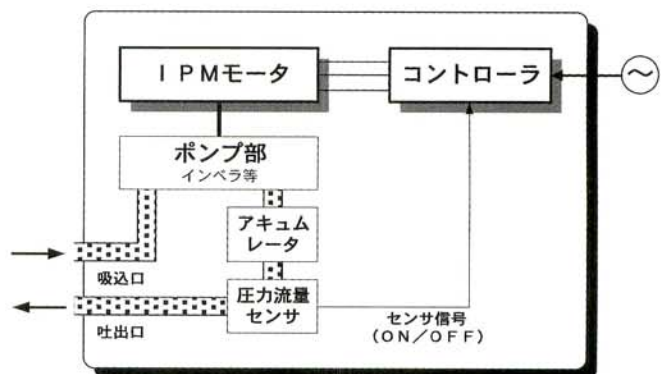 IPMモータ
コントローラ
ポンプ部
インペラ等
アキュム
レータ
吸込口
圧力流量
センサ
吐出口
センサ信号
(ON/OFF)